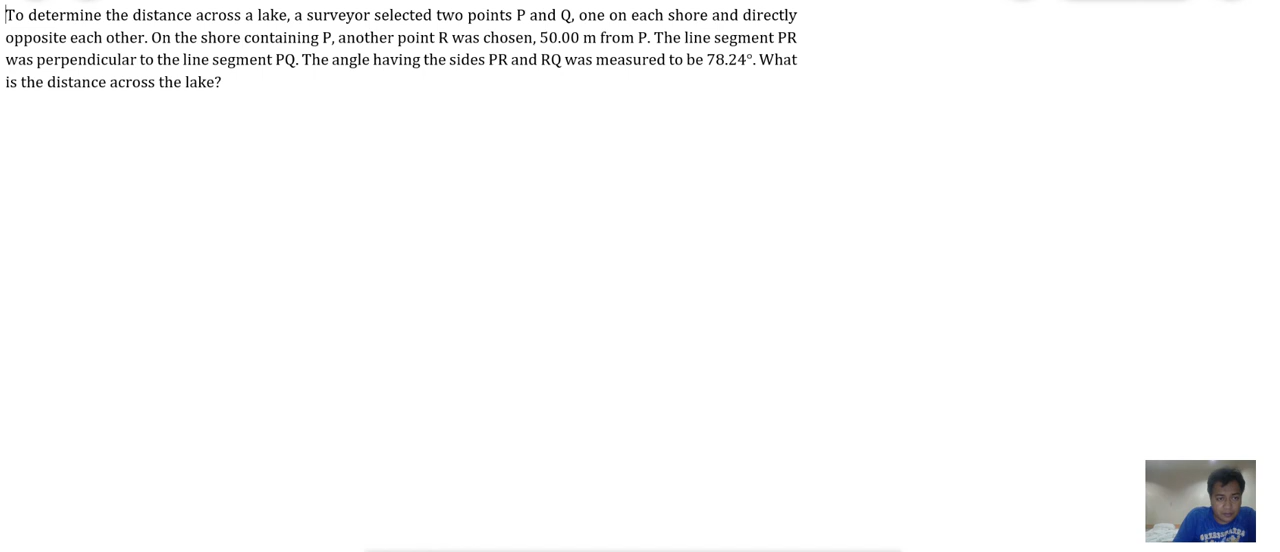 To determine the distance across a lake, a surveyor selected two points P and Q, one on each shore and directly
opposite each other. On the shore containing P, another point R was chosen, 50.00 m from P. The line segment PR
was perpendicular to the line segment PQ. The angle having the sides PR and RQ was measured to be 78.24°. What
is the distance across the lake?